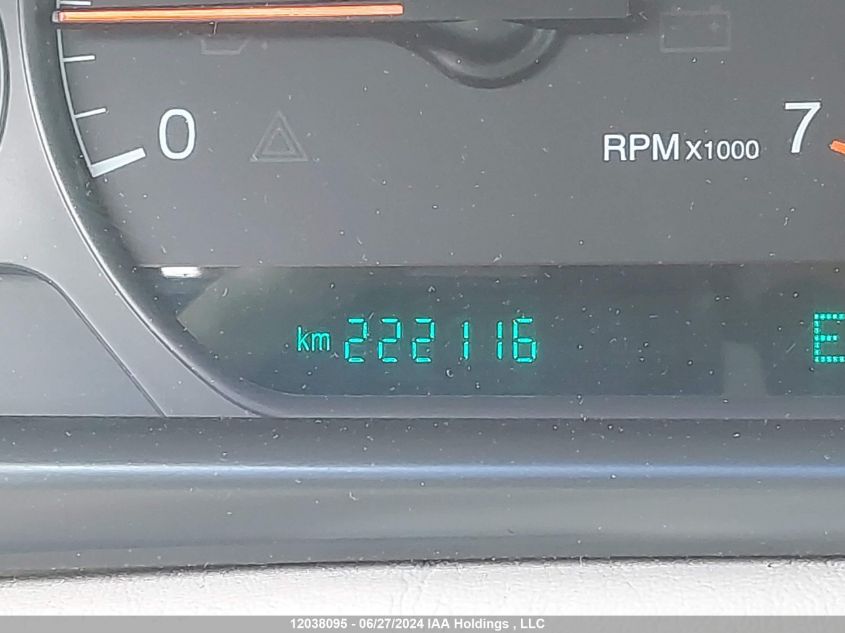 0
RPM X1000 7
km 222116
E
12038095 - 06/27/2024 IAA Holdings , LLC